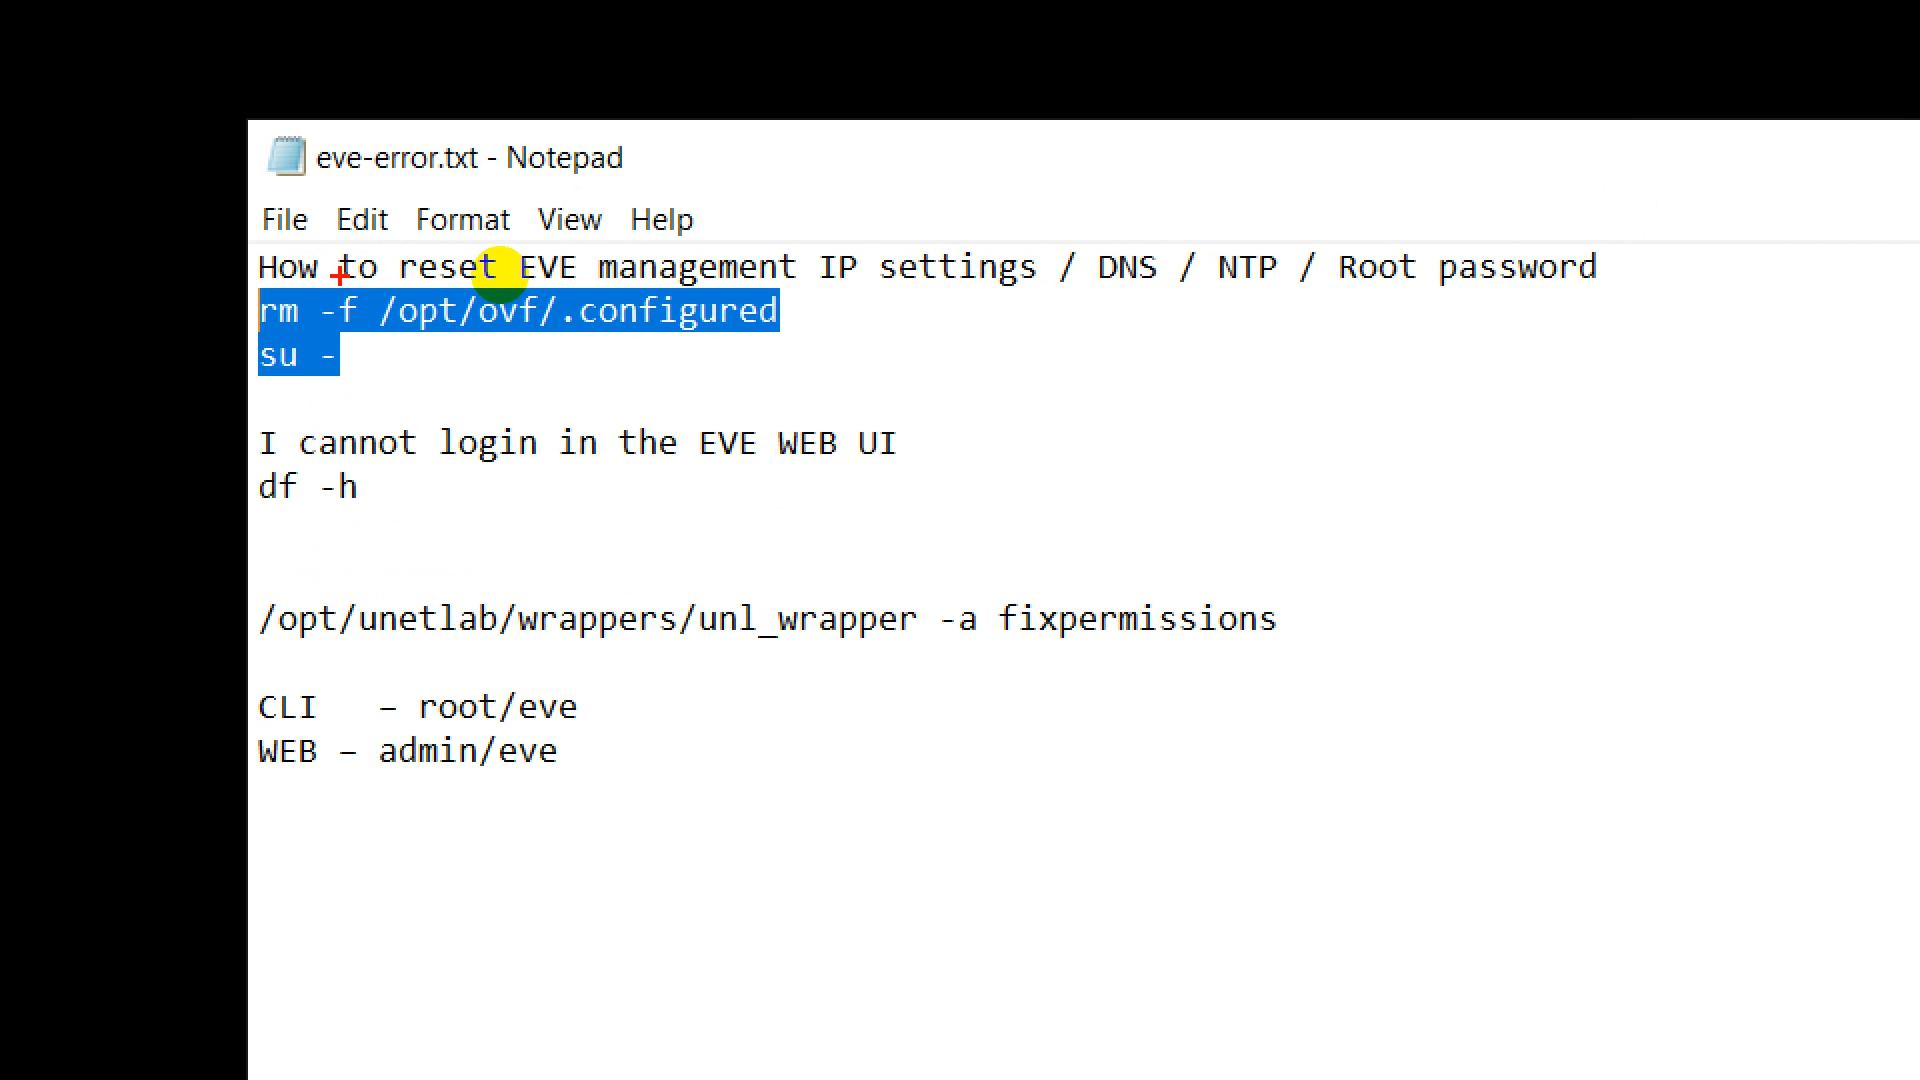 eve-error.txt - Notepad
File Edit Format View Help
How to reset EVE management IP settings / DNS / NTP / Root password
rm -f /opt/ovf/.configured
su -
I cannot login in the EVE WEB UI
df -h
/opt/unetlab/wrappers/unl_wrapper -a fixpermissions
CLI – root/eve
WEB – admin/eve